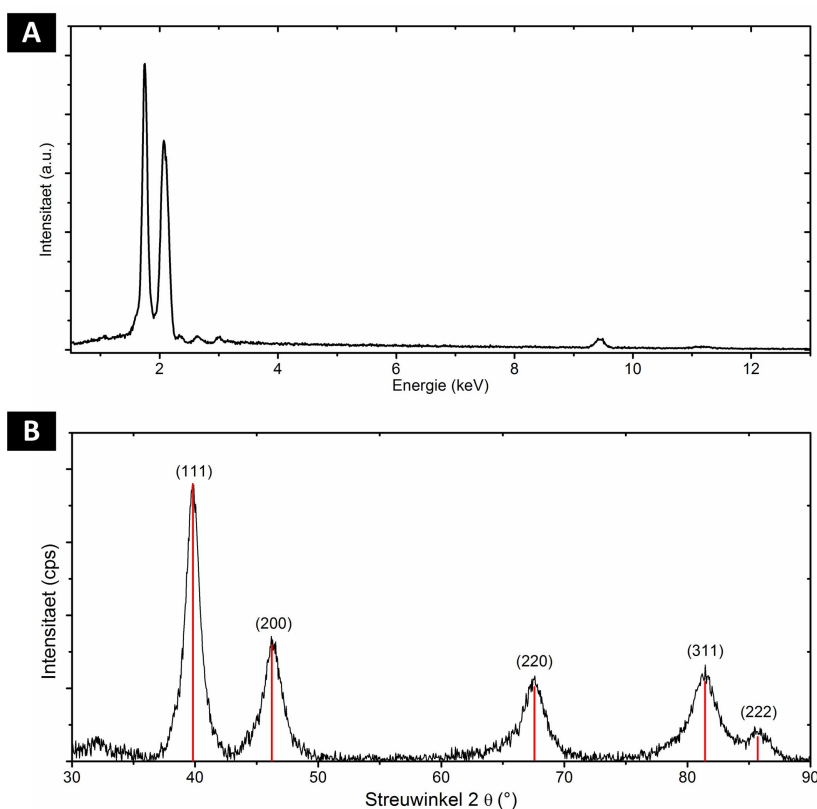 A
Intensitaet (a.u.)
2 4 6 8 10 12
Energie (keV)
B
Intensitaet (cps)
(111)
(200)
(220)
(311)
(222)
30 40 50 60 70 80 90
Streuwinkel 2 θ (°)